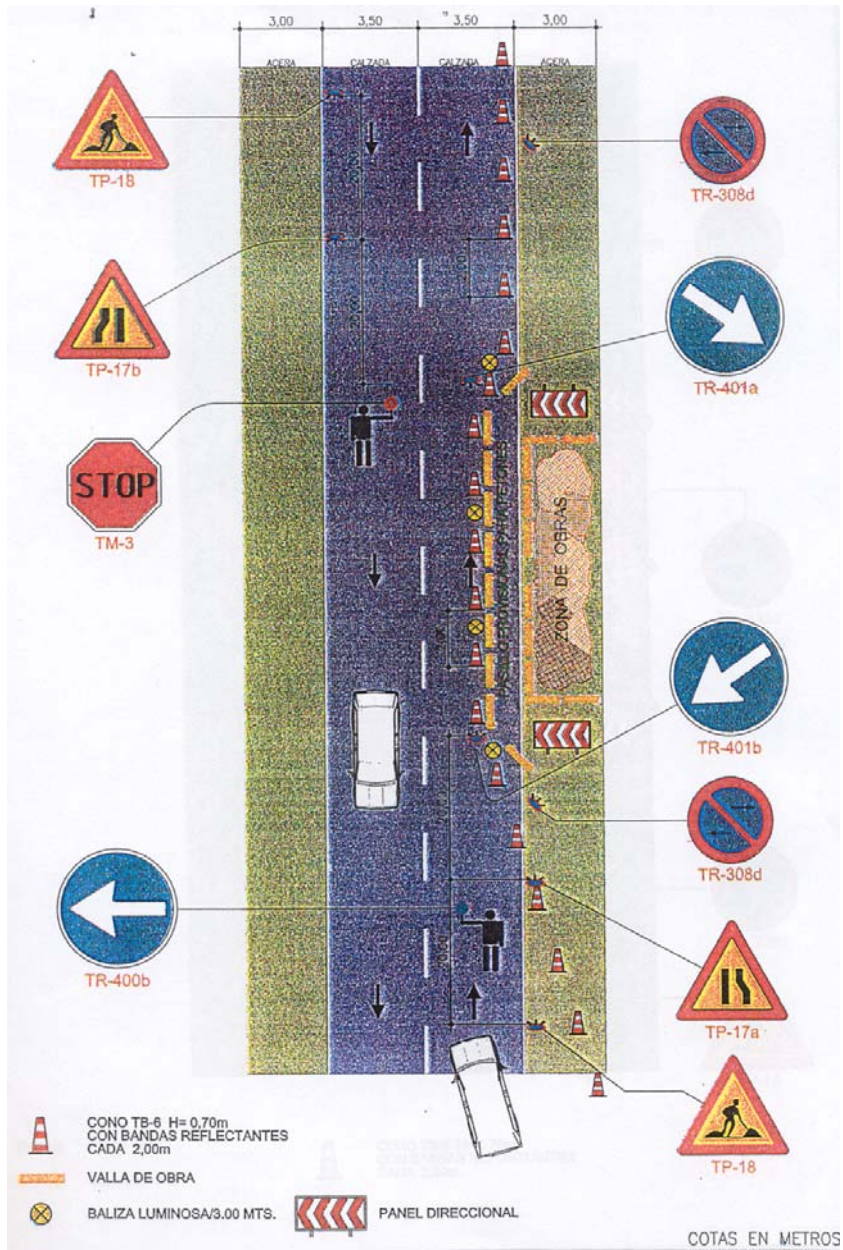 3,00 3,50 3,50 3,00
ACERA CALZADA CALZADA ACERA
TP-18
TR-308d
TP-17b
TR-401a
STOP
TM-3
ZONA DE OBRAS
TR-401b
TR-308d
TR-400b
TP-17a
TP-18
CONO TB-6 H= 0,70m
CON BANDAS REFLECTANTES
CADA 2,00m
VALLA DE OBRA
BALIZA LUMINOSA/3.00 MTS.
PANEL DIRECCIONAL
COTAS EN METROS